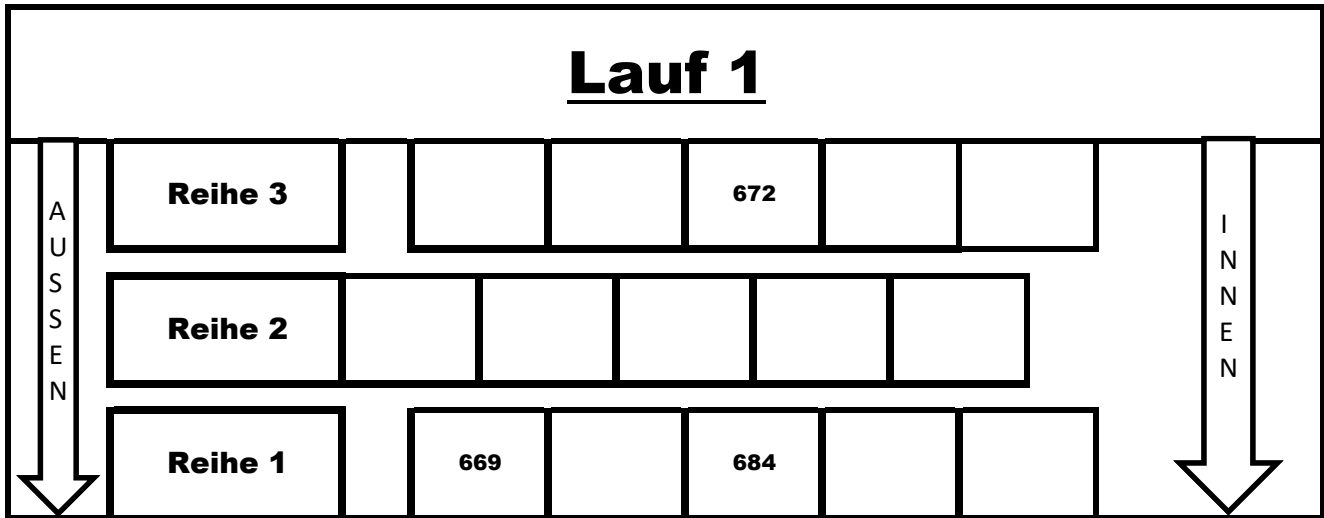 Lauf 1
AUSSEN
Reihe 3 672
Reihe 2
Reihe 1 669 684
INNEN